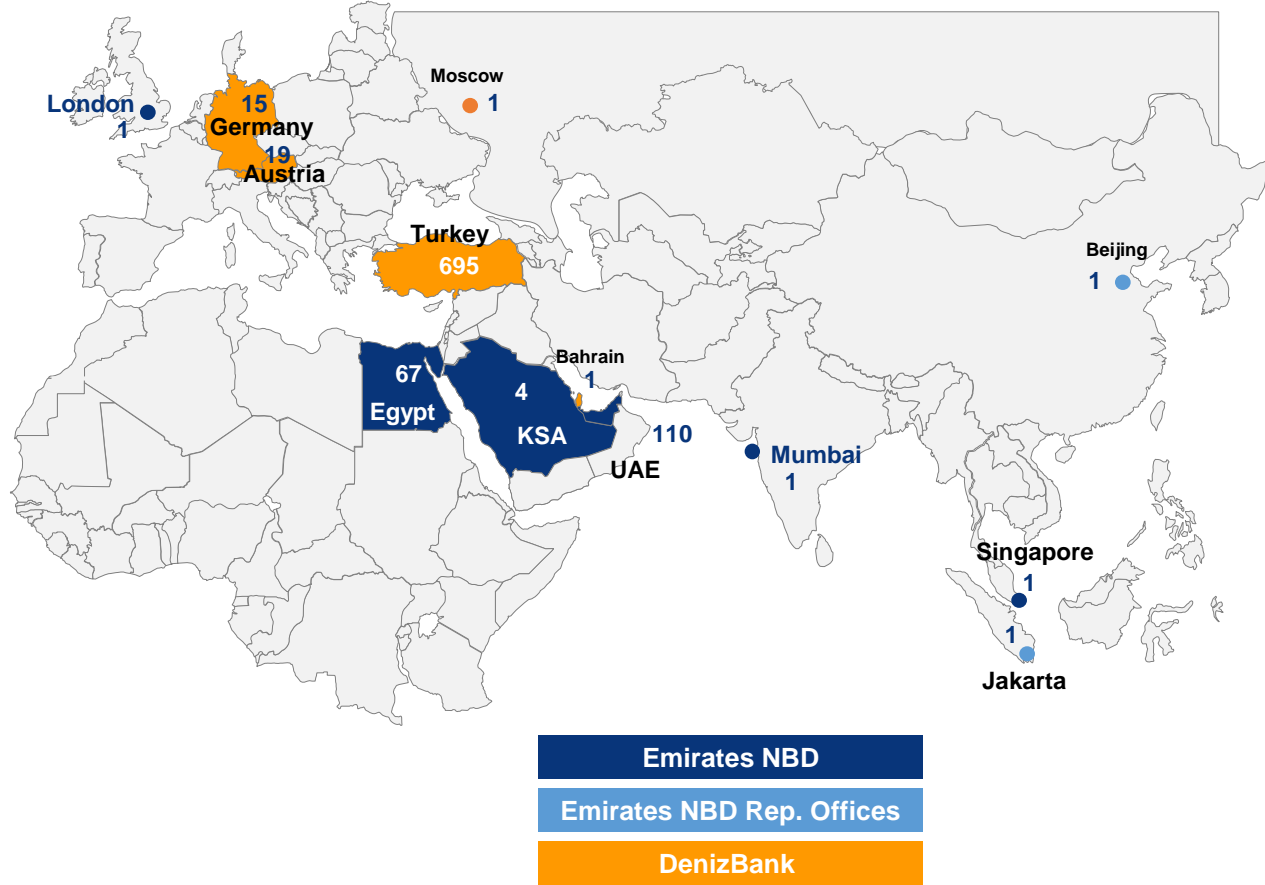 Moscow
1
London
1
15
Germany
19
Austria
Turkey
695
Beijing
1
Bahrain
1
67
Egypt
4
KSA
110
UAE
Mumbai
1
Singapore
1
1
Jakarta
Emirates NBD
Emirates NBD Rep. Offices
DenizBank